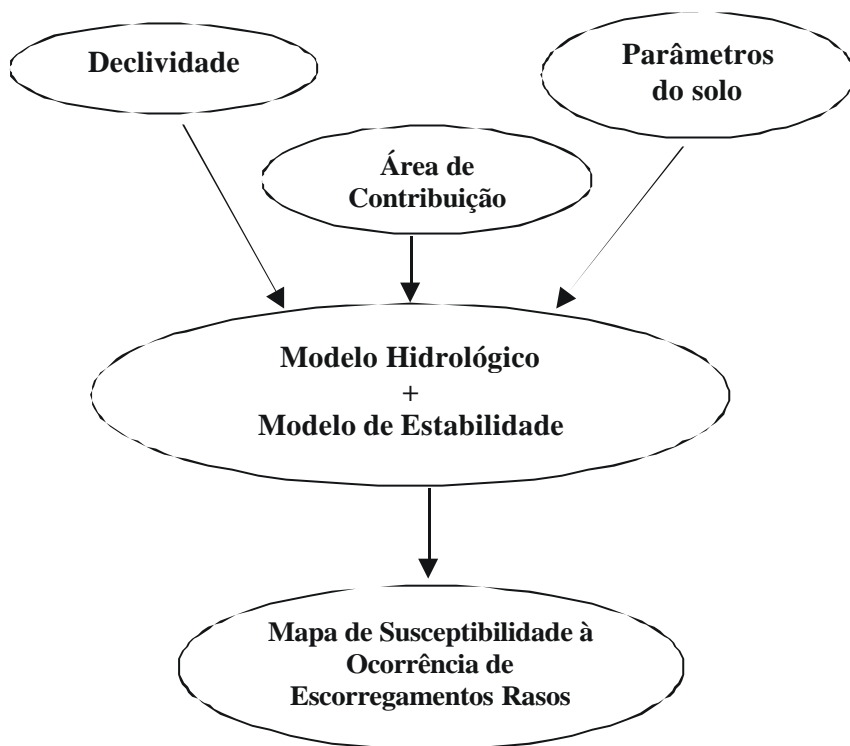 Declividade
Parâmetros
do solo
Área de
Contribuição
Modelo Hidrológico
+
Modelo de Estabilidade
Mapa de Susceptibilidade à
Ocorrência de
Escorregamentos Rasos